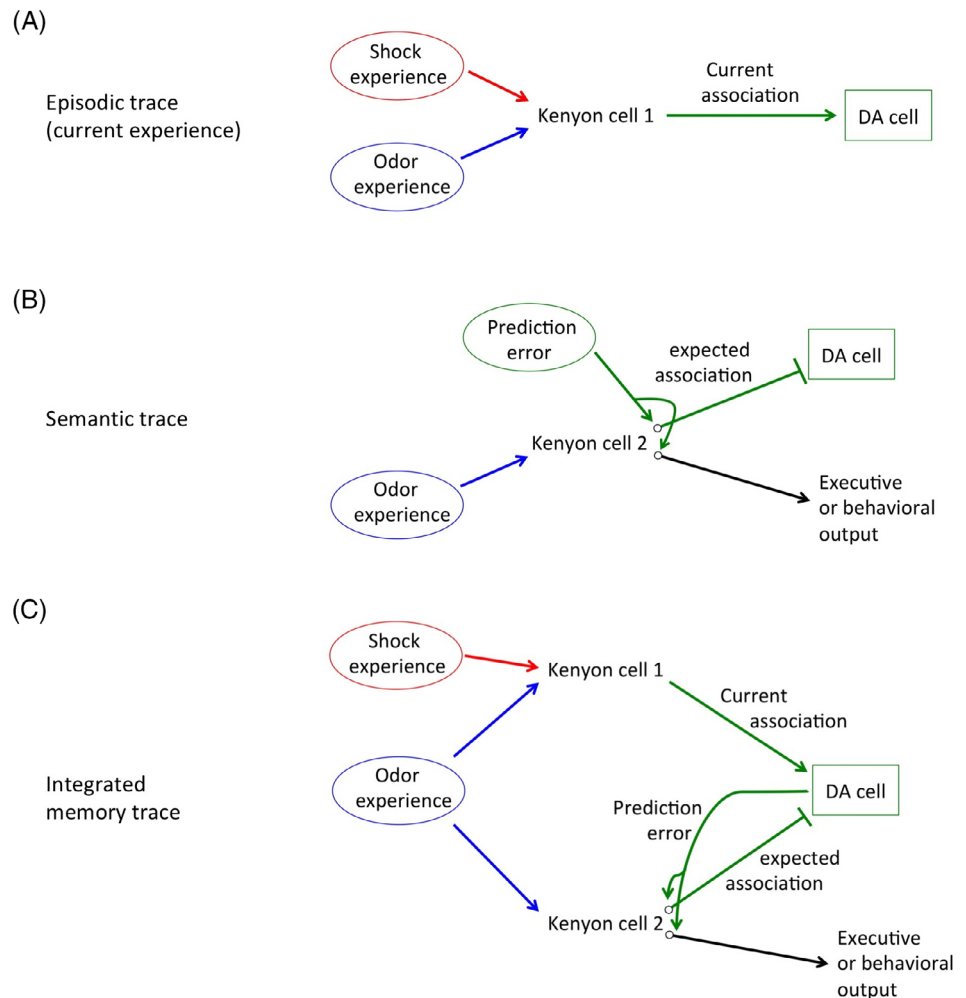 (A)
Episodic trace
(current experience)
Shock
experience
Odor
experience
Kenyon cell 1
Current
association
DA cell
(B)
Semantic trace
Prediction
error
Odor
experience
Kenyon cell 2
expected
association
DA cell
Executive
or behavioral
output
(C)
Integrated
memory trace
Shock
experience
Odor
experience
Kenyon cell 1
Current
association
DA cell
Prediction
error
expected
association
Kenyon cell 2
Executive
or behavioral
output